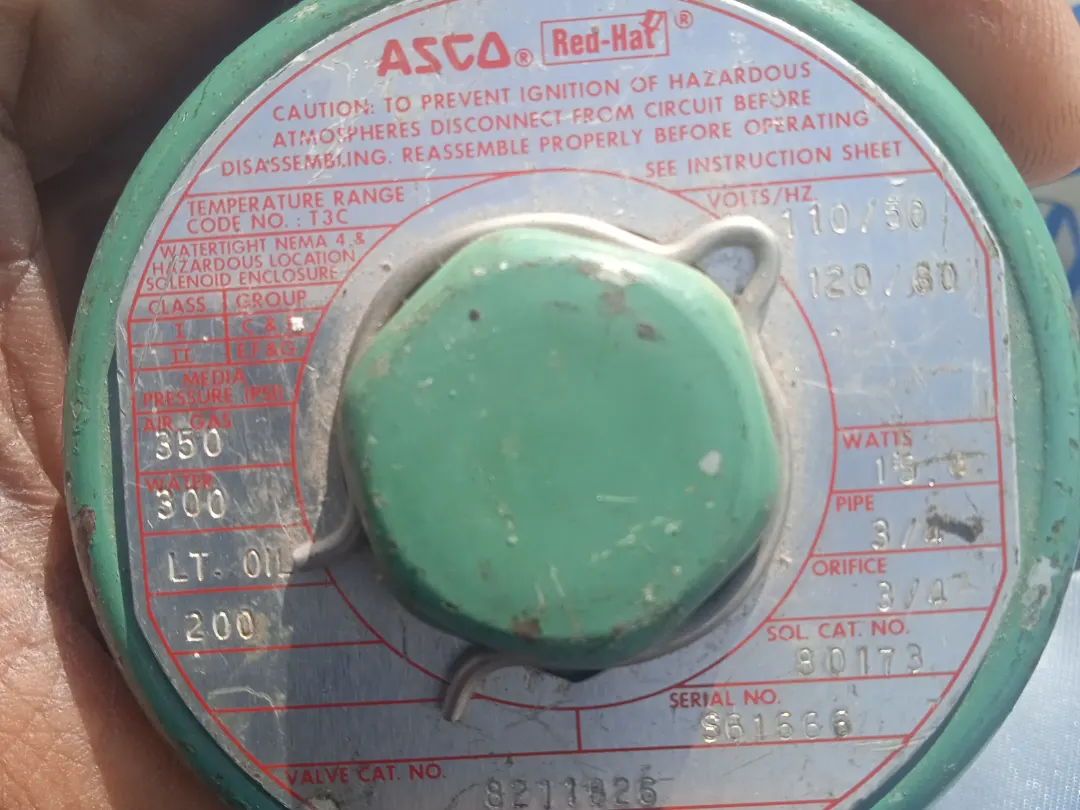 ASCO® Red-Hat®
CAUTION: TO PREVENT IGNITION OF HAZARDOUS
ATMOSPHERES DISCONNECT FROM CIRCUIT BEFORE
DISASSEMBLING. REASSEMBLE PROPERLY BEFORE OPERATING
SEE INSTRUCTION SHEET
TEMPERATURE RANGE
CODE NO.: T3C
WATERTIGHT NEMA 4 &
HAZARDOUS LOCATION
SOLENOID ENCLOSURE
CLASS GROUP
I C &
II
MEDIA
PRESSURE (PSI)
AIR, GAS
350
WATER
300
LT. OIL
200
VOLTS/HZ
110/50
120/60
WATTS
PIPE
3/4
ORIFICE
3/4
SOL. CAT. NO.
80173
SERIAL NO.
VALVE CAT. NO.